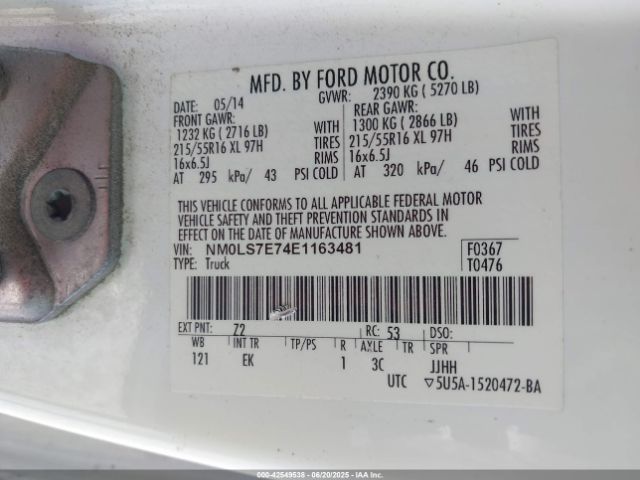 MFD. BY FORD MOTOR CO.
DATE: 05/14 GVWR: 2390 KG ( 5270 LB)
FRONT GAWR: REAR GAWR:
1232 KG ( 2716 LB) WITH 1300 KG ( 2866 LB) WITH
215/55R16 XL 97H TIRES 215/55R16 XL 97H TIRES
16x6.5J RIMS 16x6.5J RIMS
AT 295 kPa/ 43 PSI COLD AT 320 kPa/ 46 PSI COLD
THIS VEHICLE CONFORMS TO ALL APPLICABLE FEDERAL MOTOR
VEHICLE SAFETY AND THEFT PREVENTION STANDARDS IN
EFFECT ON THE DATE OF MANUFACTURE SHOWN ABOVE.
VIN: NM0LS7E74E1163481 F0367
TYPE: Truck T0476
EXT PNT: Z2 RC: 53 DSO:
WB INT TR TP/PS R AXLE TR SPR
121 EK 1 3C JJHH
UTC ▽5U5A-1520472-BA
000-42549538 - 06/20/2025 - IAAI.COM